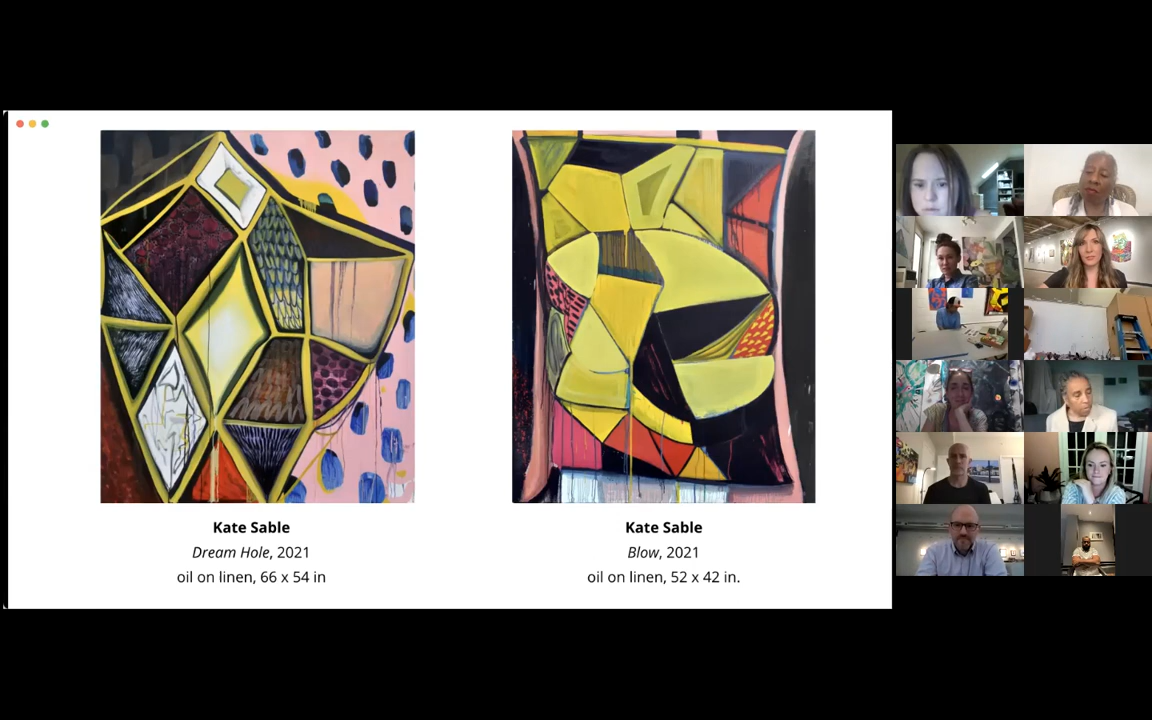 Kate Sable
Dream Hole, 2021
oil on linen, 66 x 54 in
Kate Sable
Blow, 2021
oil on linen, 52 x 42 in.